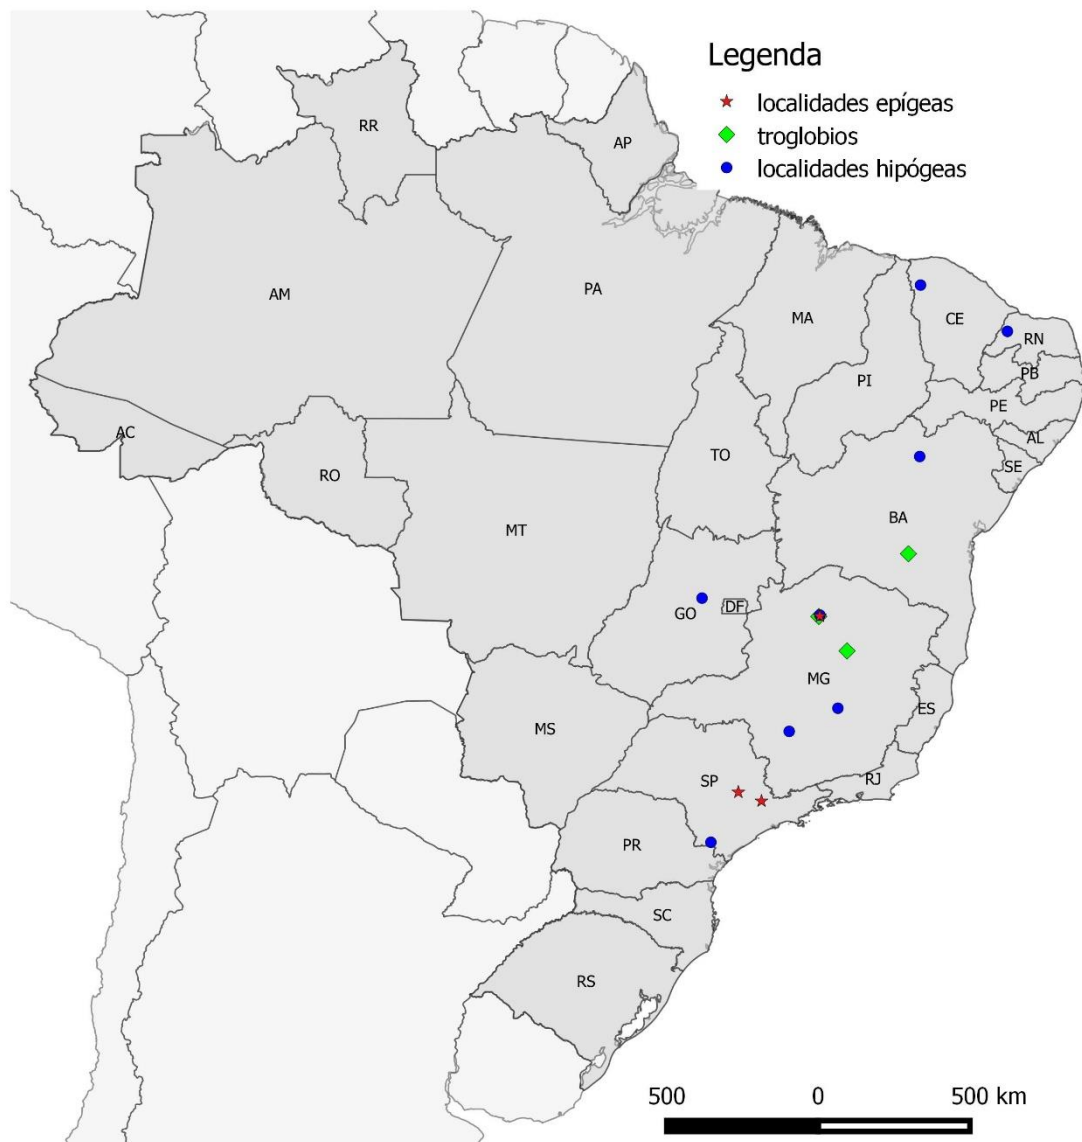 Legenda
localidades epígeas
troglobios
localidades hipógeas
RR
AP
AM
PA
MA
CE
RN
PB
PI
PE
AL
SE
AC
RO
TO
MT
BA
GO
DF
MG
ES
MS
SP
RJ
PR
SC
RS
500 0 500 km